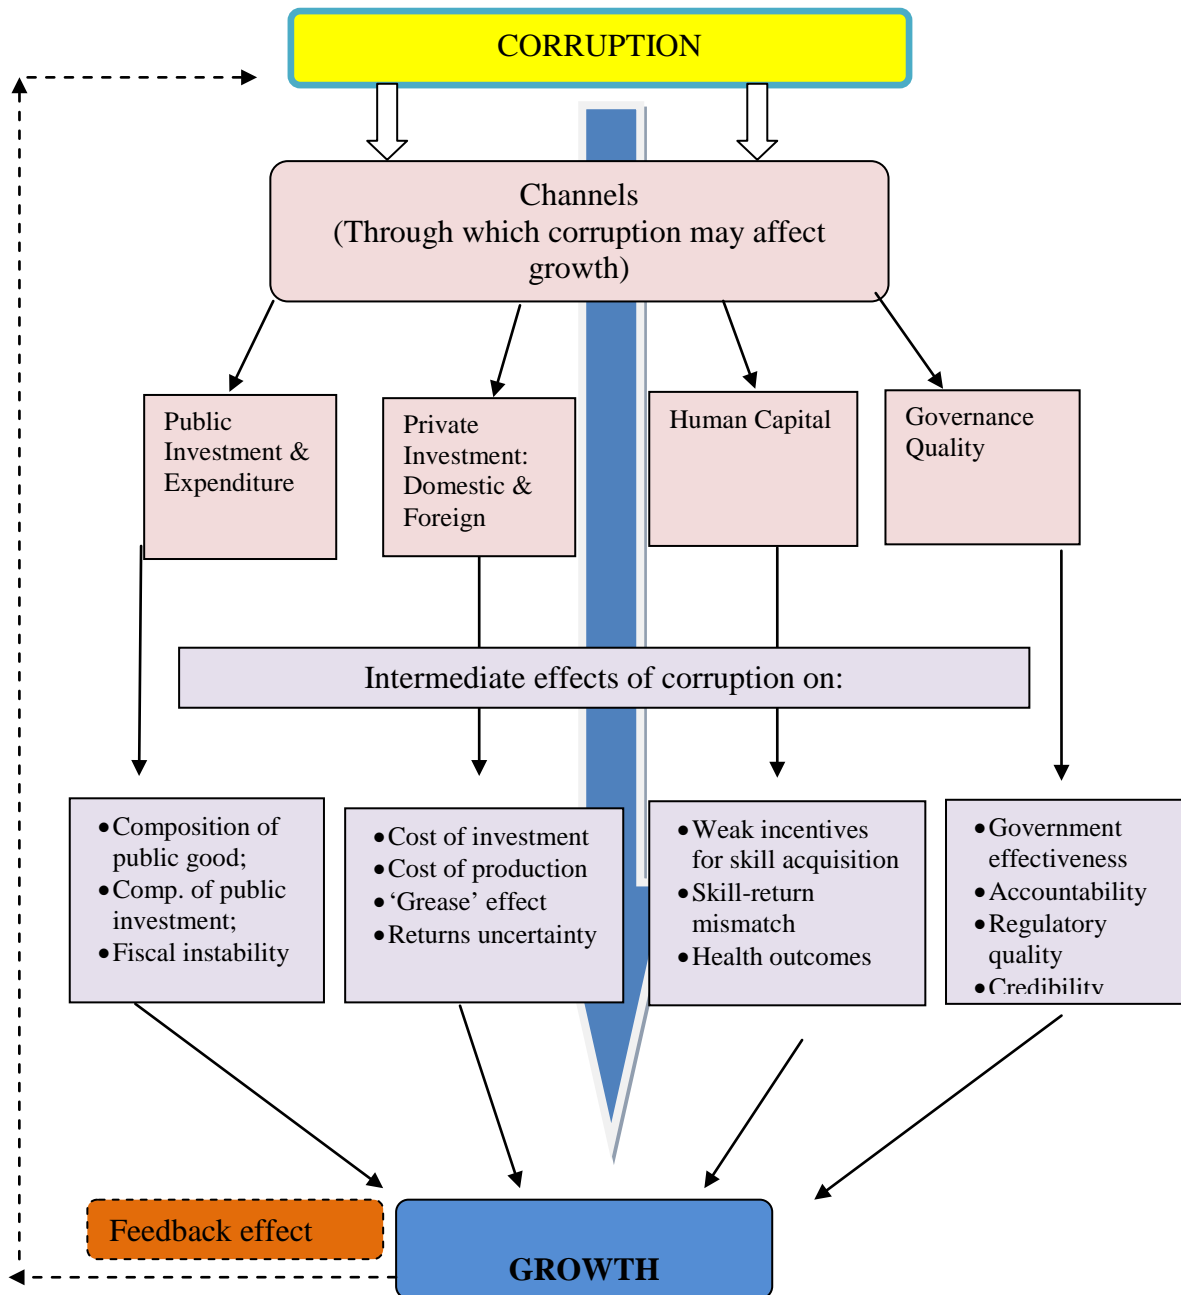 CORRUPTION
Channels
(Through which corruption may affect
growth)
Public
Investment &
Expenditure
Private
Investment:
Domestic &
Foreign
Human Capital
Governance
Quality
Intermediate effects of corruption on:
•Composition of
public good;
•Comp. of public
investment;
•Fiscal instability
•Cost of investment
•Cost of production
•‘Grease’ effect
•Returns uncertainty
•Weak incentives
for skill acquisition
•Skill-return
mismatch
•Health outcomes
•Government
effectiveness
•Accountability
•Regulatory
quality
•Credibility
Feedback effect
GROWTH